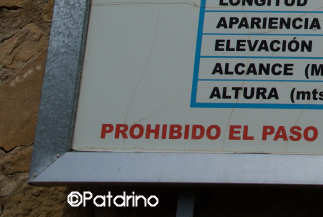 LONGITUD
APARIENCIA
ELEVACIÓN
ALCANCE (M
ALTURA (mts
PROHIBIDO EL PASO
©Patdrino